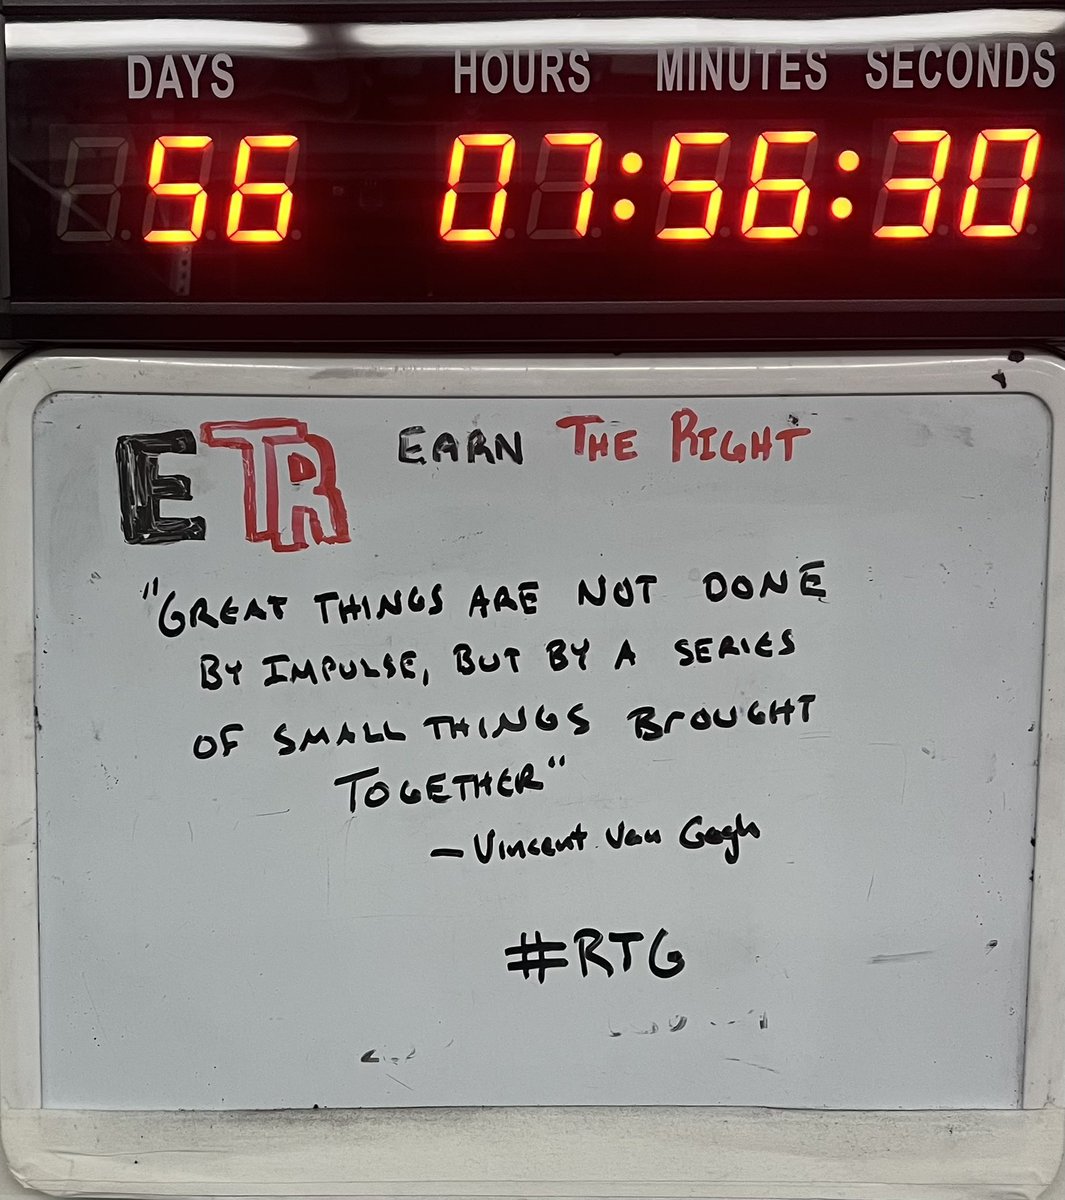 DAYS HOURS MINUTES SECONDS
56 07:56:30
ETR EARN THE RIGHT
"GREAT THINGS ARE NOT DONE
BY IMPULSE, BUT BY A SERIES
OF SMALL THINGS BROUGHT
TOGETHER"
- Vincent Van Gogh
#RTG